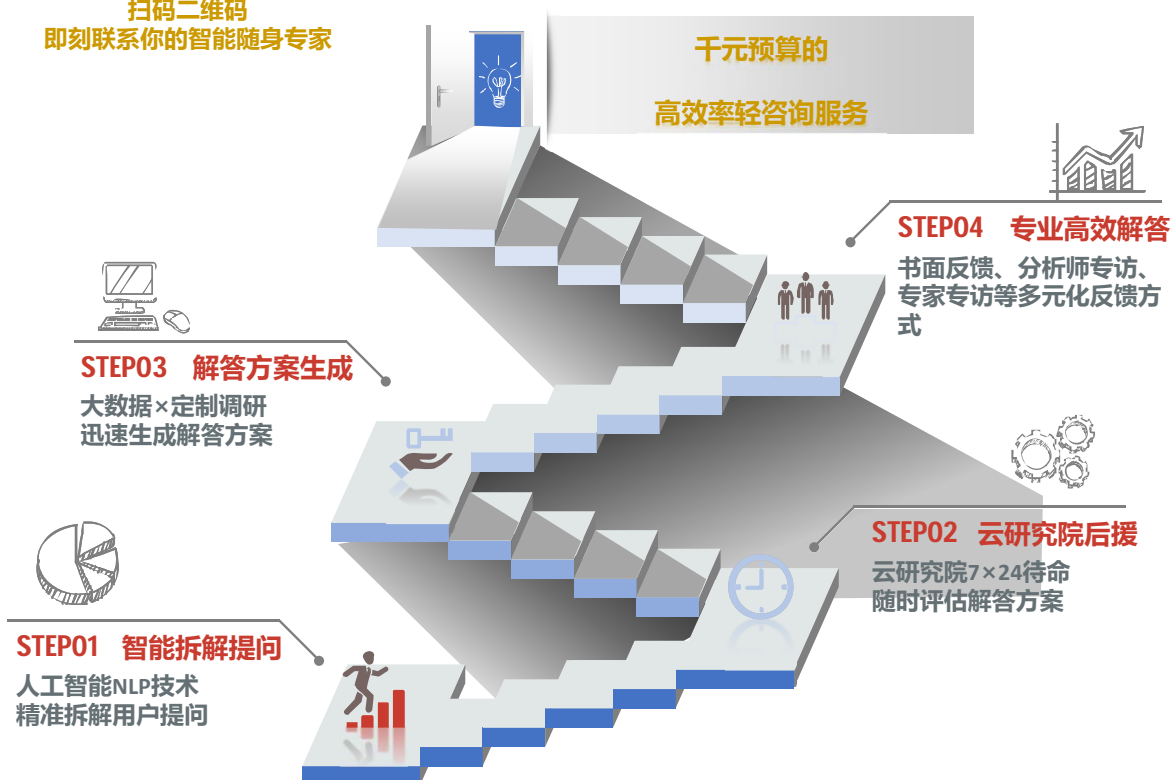 扫码二维码
即刻联系你的智能随身专家
千元预算的
高效率轻咨询服务
STEP04 专业高效解答
书面反馈、分析师专访、
专家专访等多元化反馈方
式
STEP03 解答方案生成
大数据×定制调研
迅速生成解答方案
STEP02 云研究院后援
云研究院7×24待命
随时评估解答方案
STEP01 智能拆解提问
人工智能NLP技术
精准拆解用户提问